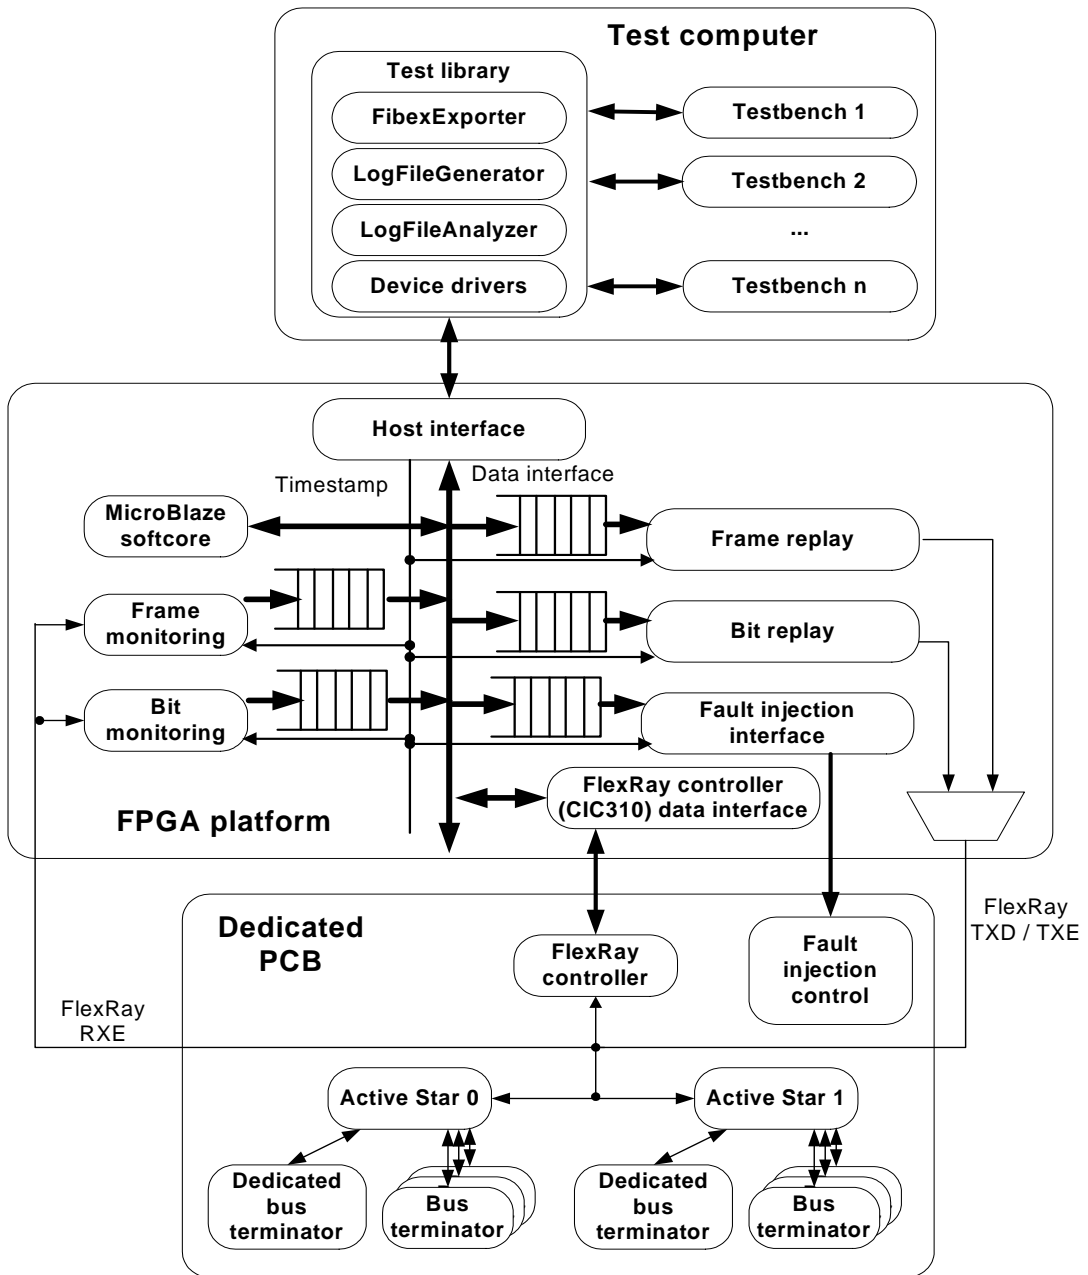 Test computer
Test library
FibexExporter
LogFileGenerator
LogFileAnalyzer
Device drivers
Testbench 1
Testbench 2
...
Testbench n
Host interface
Timestamp
Data interface
MicroBlaze
softcore
Frame replay
Frame
monitoring
Bit replay
Bit
monitoring
Fault injection
interface
FlexRay controller
(CIC310) data interface
FPGA platform
Dedicated
PCB
FlexRay
controller
Fault
injection
control
FlexRay
TXD / TXE
FlexRay
RXE
Active Star 0
Active Star 1
Dedicated
bus
terminator
Bus
terminator
Dedicated
bus
terminator
Bus
terminator